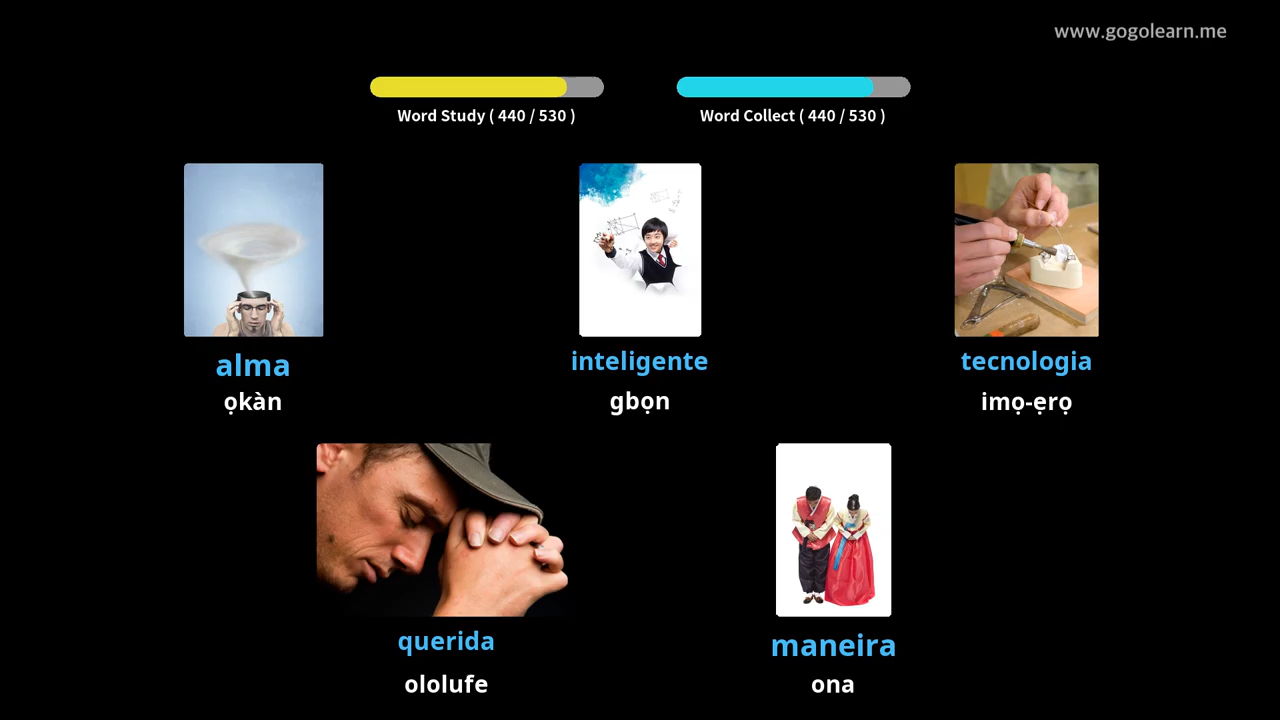 www.gogolearn.me
Word Study ( 440 / 530 )
Word Collect ( 440 / 530 )
alma
ọkàn
inteligente
gbọn
tecnologia
imọ-ẹrọ
querida
ololufe
maneira
ona